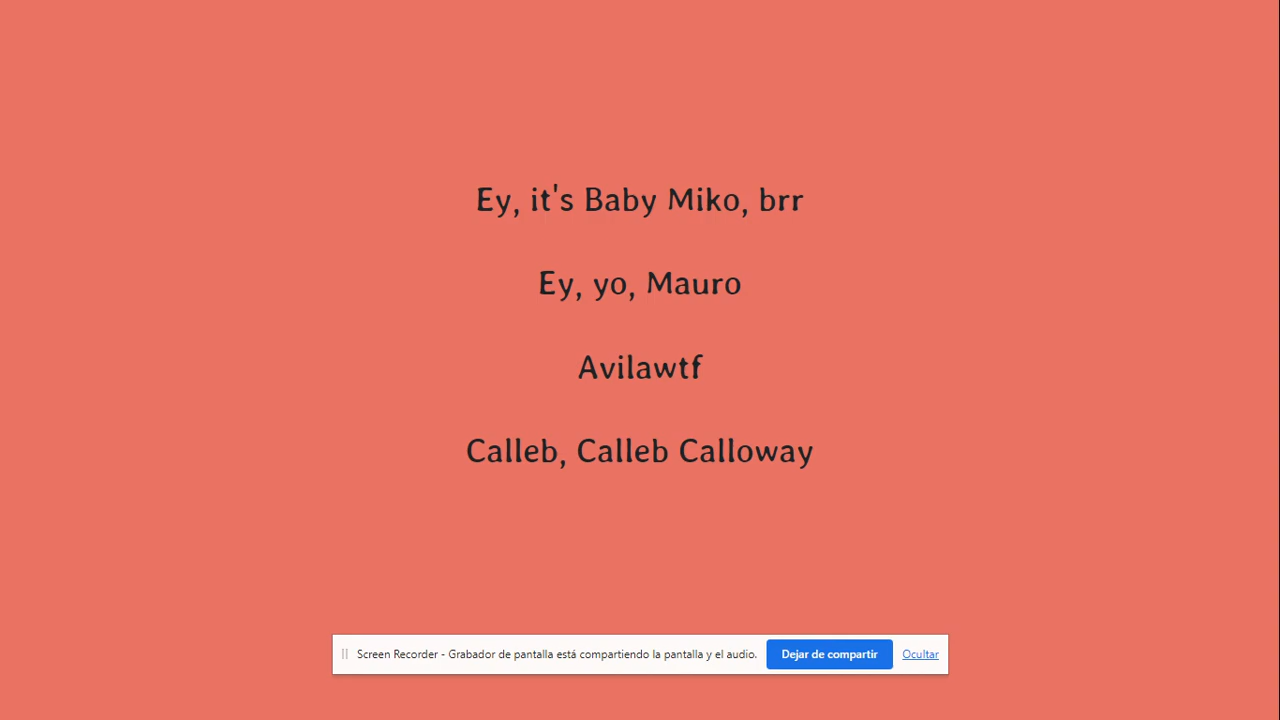 Ey, it's Baby Miko, brr
Ey, yo, Mauro
Avilawtf
Calleb, Calleb Calloway
Screen Recorder - Grabador de pantalla está compartiendo la pantalla y el audio. Dejar de compartir Ocultar